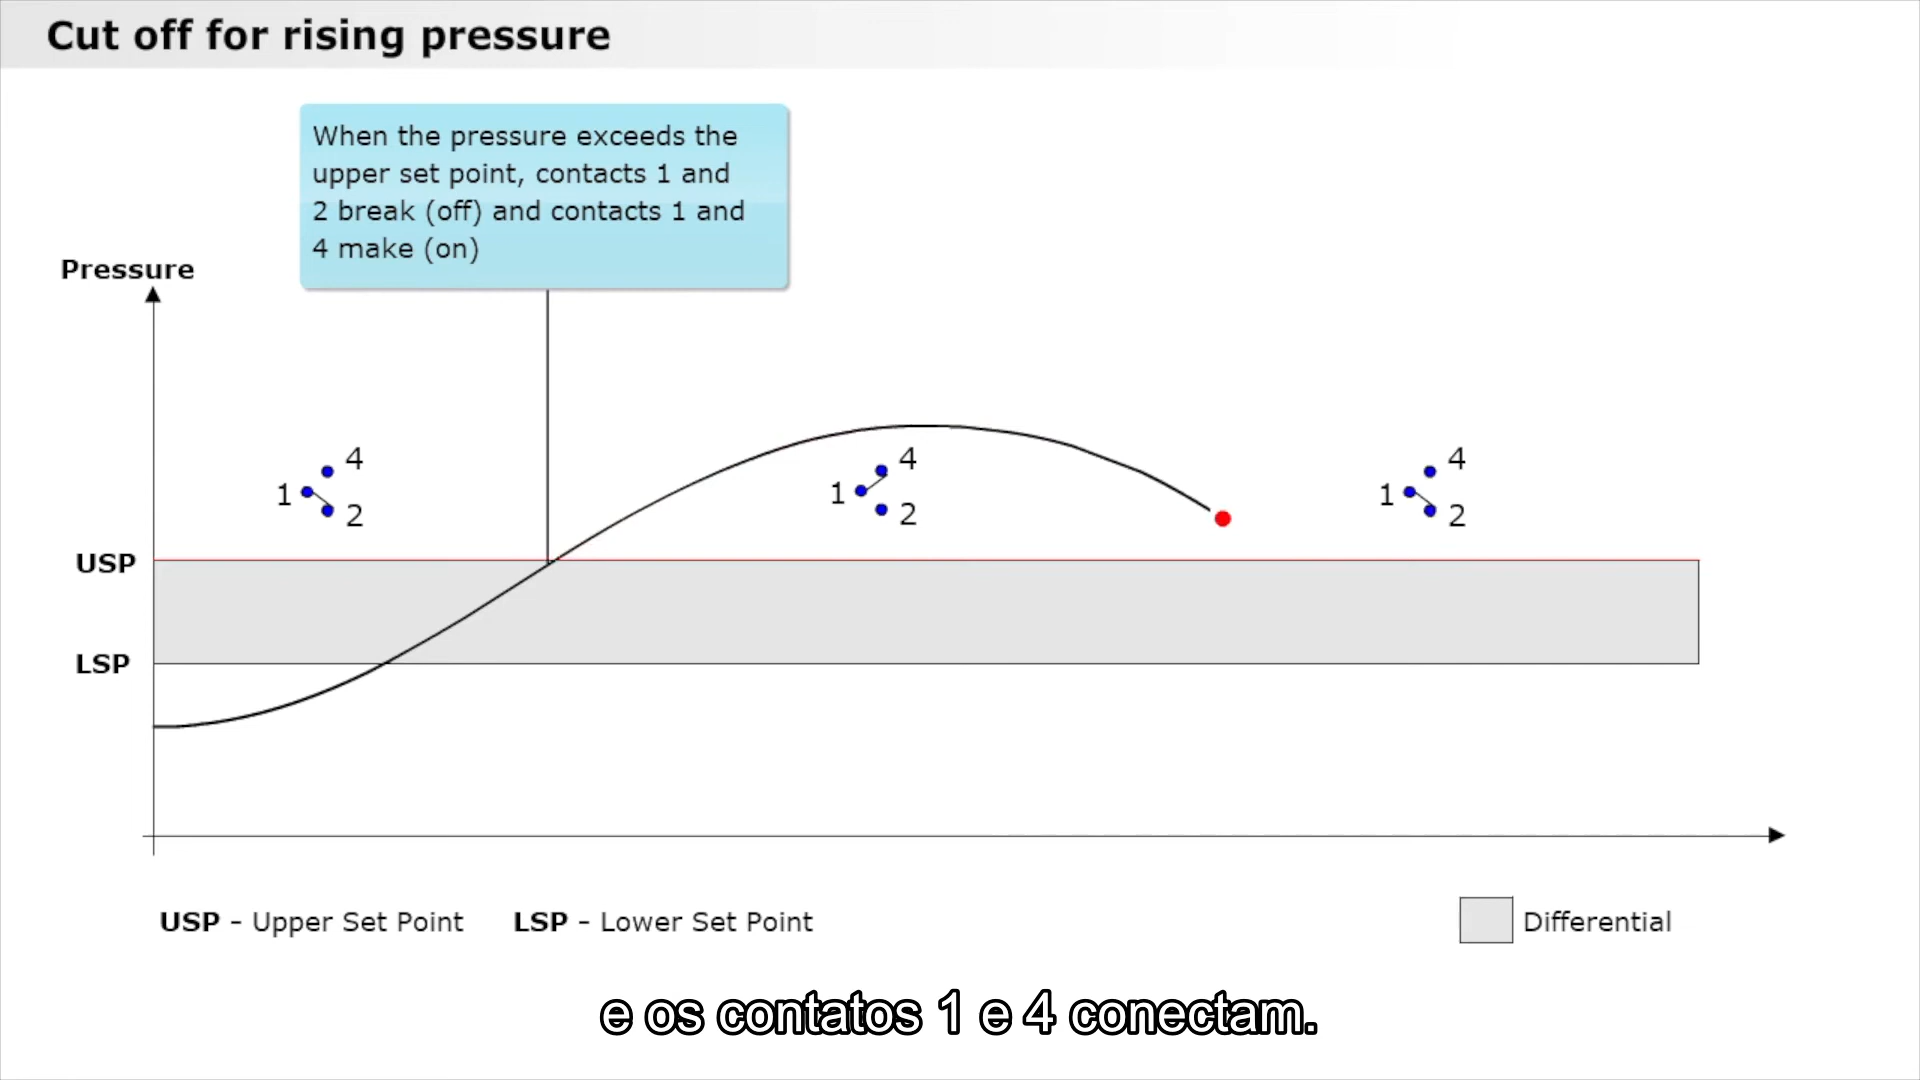 Cut off for rising pressure
When the pressure exceeds the
upper set point, contacts 1 and
2 break (off) and contacts 1 and
4 make (on)
Pressure
4
1
2
4
1
2
4
1
2
USP
LSP
USP - Upper Set Point
LSP - Lower Set Point
Differential
e os contatos 1 e 4 conectam.